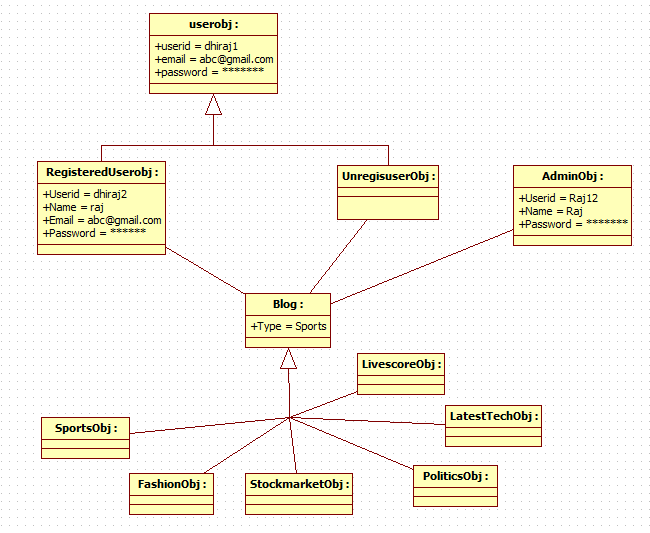 userobj :
+userid = dhiraj1
+email = abc@gmail.com
+password = *******
RegisteredUserobj :
+Userid = dhiraj2
+Name = raj
+Email = abc@gmail.com
+Password = ******
UnregisuserObj :
AdminObj :
+Userid = Raj12
+Name = Raj
+Password = *******
Blog :
+Type = Sports
LivescoreObj :
SportsObj :
LatestTechObj :
FashionObj :
StockmarketObj :
PoliticsObj :